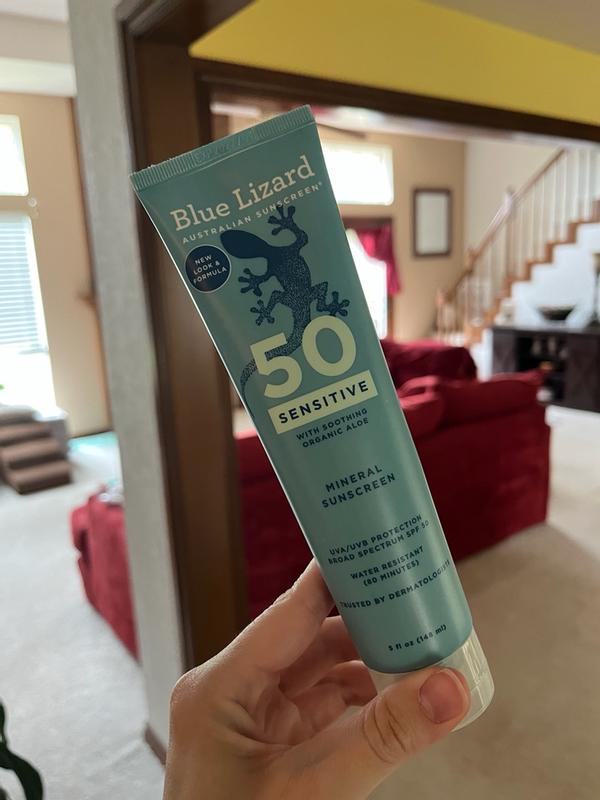 Blue Lizard
AUSTRALIAN SUNSCREEN®
NEW
LOOK &
FORMULA
50
SENSITIVE
WITH SOOTHING
ORGANIC ALOE
MINERAL
SUNSCREEN
UVA/UVB PROTECTION
BROAD SPECTRUM SPF 50
WATER RESISTANT
(80 MINUTES)
TRUSTED BY DERMATOLOGISTS
5 fl oz (148 ml)